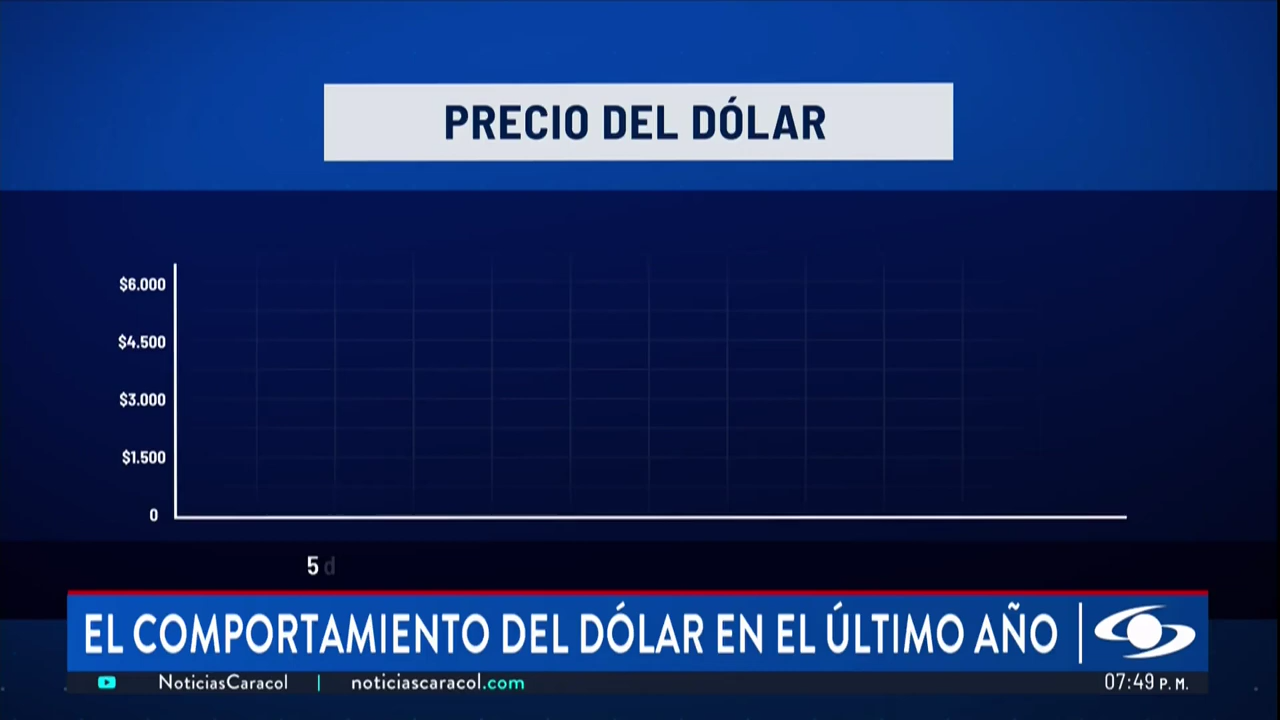 PRECIO DEL DÓLAR
$6.000
$4.500
$3.000
$1.500
0
5 d
EL COMPORTAMIENTO DEL DÓLAR EN EL ÚLTIMO AÑO
NoticiasCaracol | noticiascaracol.com
07:49 P. M.